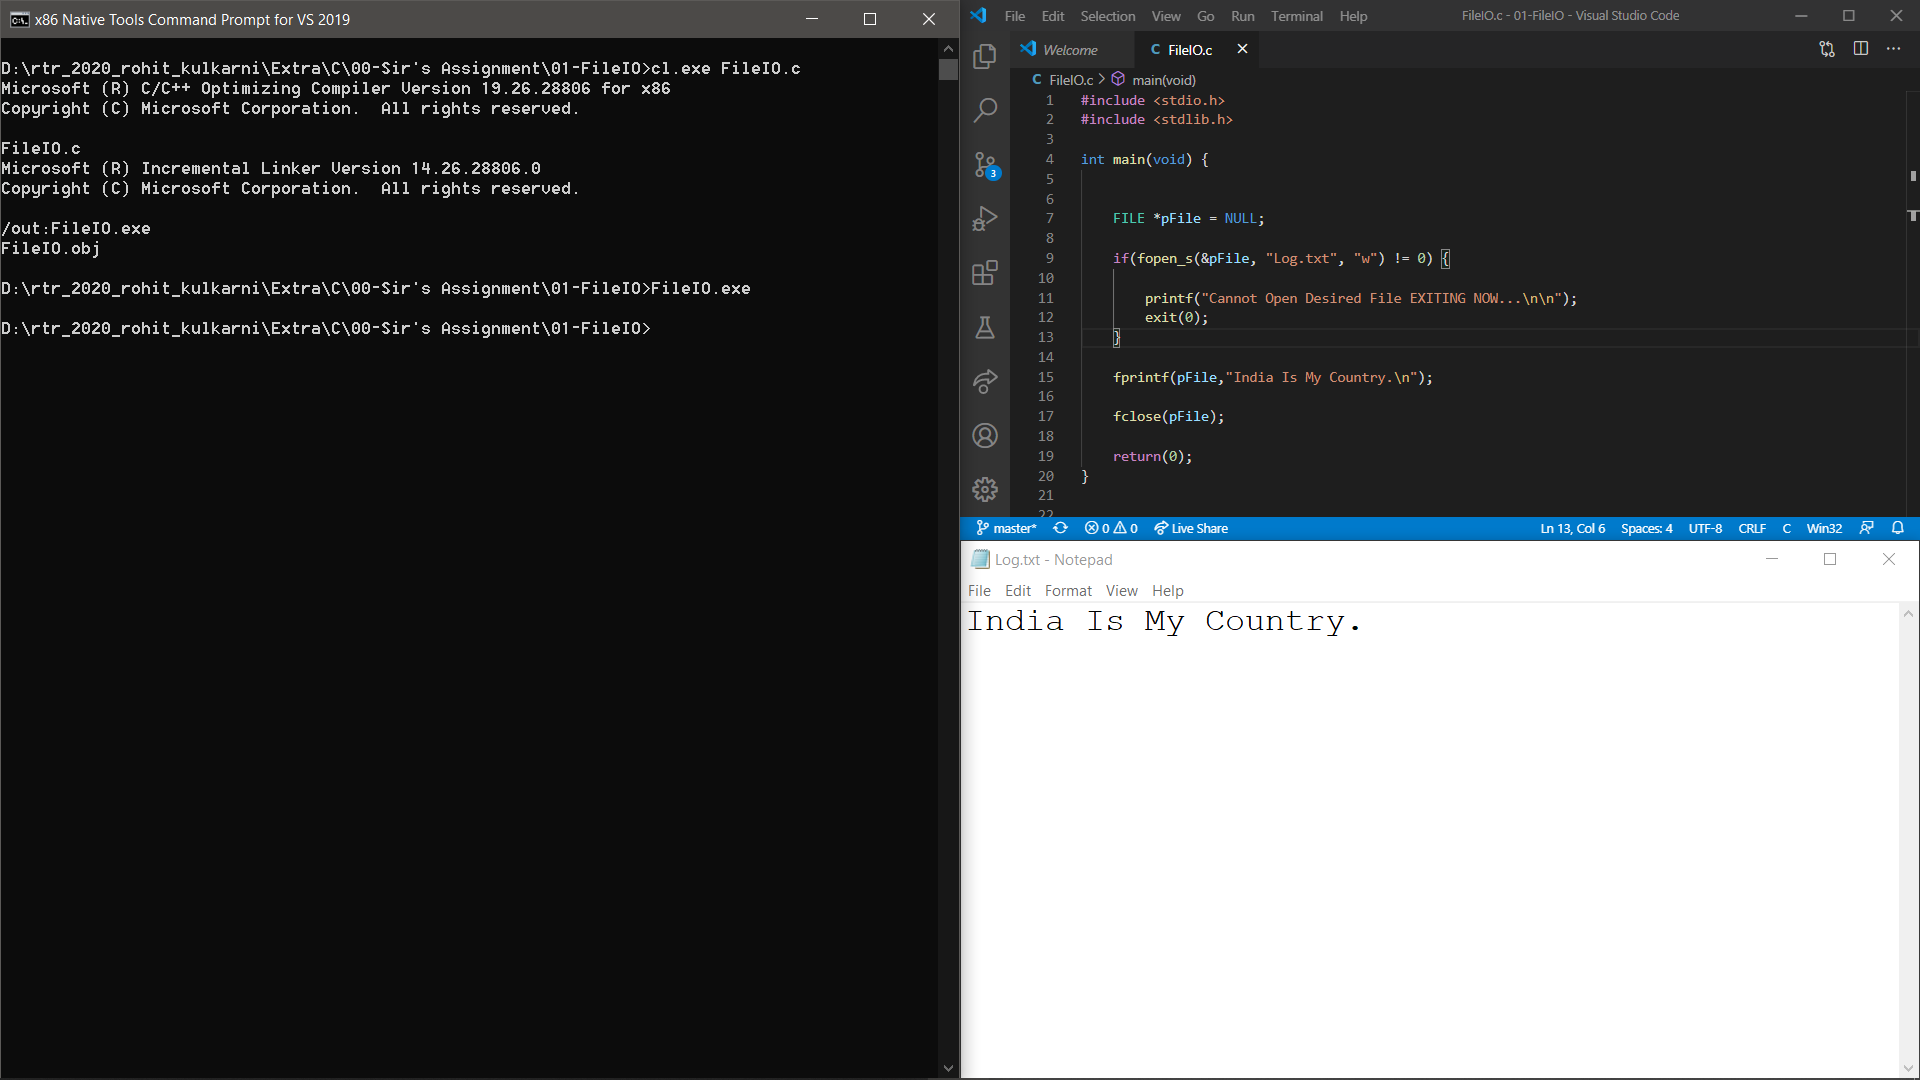 x86 Native Tools Command Prompt for VS 2019
D:\rtr_2020_rohit_kulkarni\Extra\C\00-Sir's Assignment\01-FileIO>cl.exe FileIO.c
Microsoft (R) C/C++ Optimizing Compiler Version 19.26.28806 for x86
Copyright (C) Microsoft Corporation.  All rights reserved.
FileIO.c
Microsoft (R) Incremental Linker Version 14.26.28806.0
Copyright (C) Microsoft Corporation.  All rights reserved.
/out:FileIO.exe
FileIO.obj
D:\rtr_2020_rohit_kulkarni\Extra\C\00-Sir's Assignment\01-FileIO>FileIO.exe
D:\rtr_2020_rohit_kulkarni\Extra\C\00-Sir's Assignment\01-FileIO>
File Edit Selection View Go Run Terminal Help FileIO.c - 01-FileIO - Visual Studio Code
Welcome C FileIO.c
C FileIO.c > main(void)
1 #include <stdio.h>
2 #include <stdlib.h>
3
4 int main(void) {
5
6
7 FILE *pFile = NULL;
8
9 if(fopen_s(&pFile, "Log.txt", "w") != 0) {
10
11 printf("Cannot Open Desired File EXITING NOW...\n\n");
12 exit(0);
13 }
14
15 fprintf(pFile,"India Is My Country.\n");
16
17 fclose(pFile);
18
19 return(0);
20 }
21
22
3
master* 0 0 Live Share Ln 13, Col 6 Spaces: 4 UTF-8 CRLF C Win32
Log.txt - Notepad
File Edit Format View Help
India Is My Country.